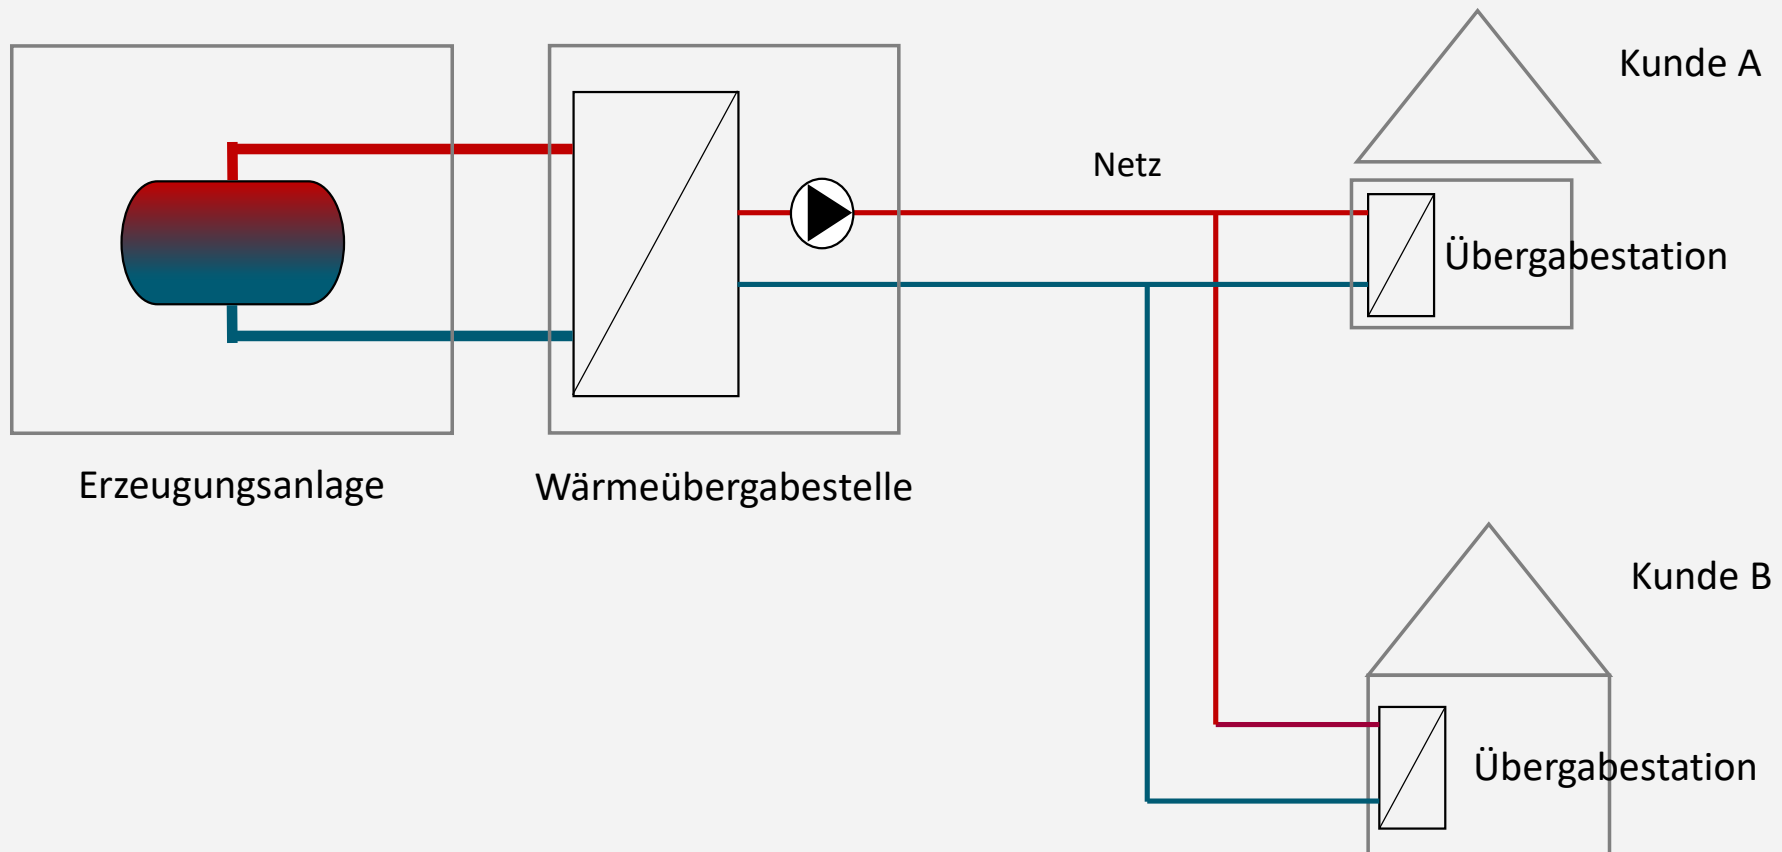 Kunde A
Netz
Übergabestation
Erzeugungsanlage
Wärmeübergabestelle
Kunde B
Übergabestation